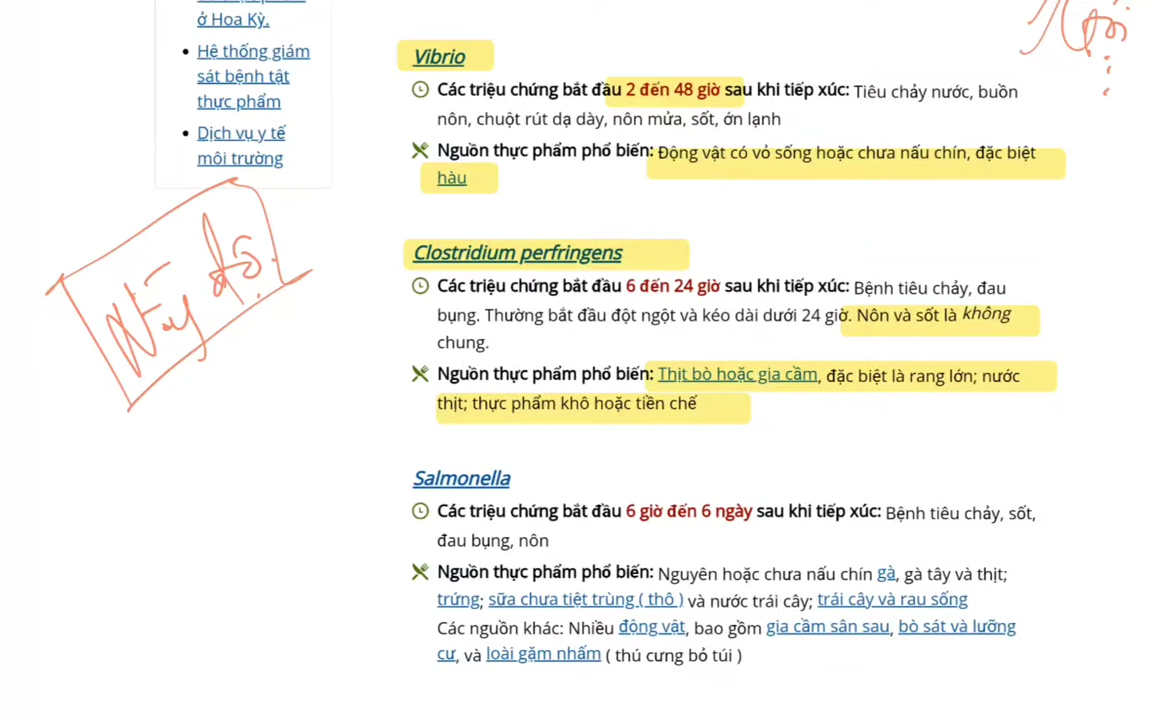 ở Hoa Kỳ.
Hệ thống giám
sát bệnh tật
thực phẩm
Dịch vụ y tế
môi trường
Vibrio
Các triệu chứng bắt đầu 2 đến 48 giờ sau khi tiếp xúc: Tiêu chảy nước, buồn
nôn, chuột rút dạ dày, nôn mửa, sốt, ớn lạnh
Nguồn thực phẩm phổ biến: Động vật có vỏ sống hoặc chưa nấu chín, đặc biệt
hàu
Clostridium perfringens
Các triệu chứng bắt đầu 6 đến 24 giờ sau khi tiếp xúc: Bệnh tiêu chảy, đau
bụng. Thường bắt đầu đột ngột và kéo dài dưới 24 giờ. Nôn và sốt là không
chung.
Nguồn thực phẩm phổ biến: Thịt bò hoặc gia cầm, đặc biệt là rang lớn; nước
thịt; thực phẩm khô hoặc tiền chế
Salmonella
Các triệu chứng bắt đầu 6 giờ đến 6 ngày sau khi tiếp xúc: Bệnh tiêu chảy, sốt,
đau bụng, nôn
Nguồn thực phẩm phổ biến: Nguyên hoặc chưa nấu chín gà, gà tây và thịt;
trứng; sữa chưa tiệt trùng ( thô ) và nước trái cây; trái cây và rau sống
Các nguồn khác: Nhiều động vật, bao gồm gia cầm sân sau, bò sát và lưỡng
cư, và loài gặm nhấm ( thú cưng bỏ túi )